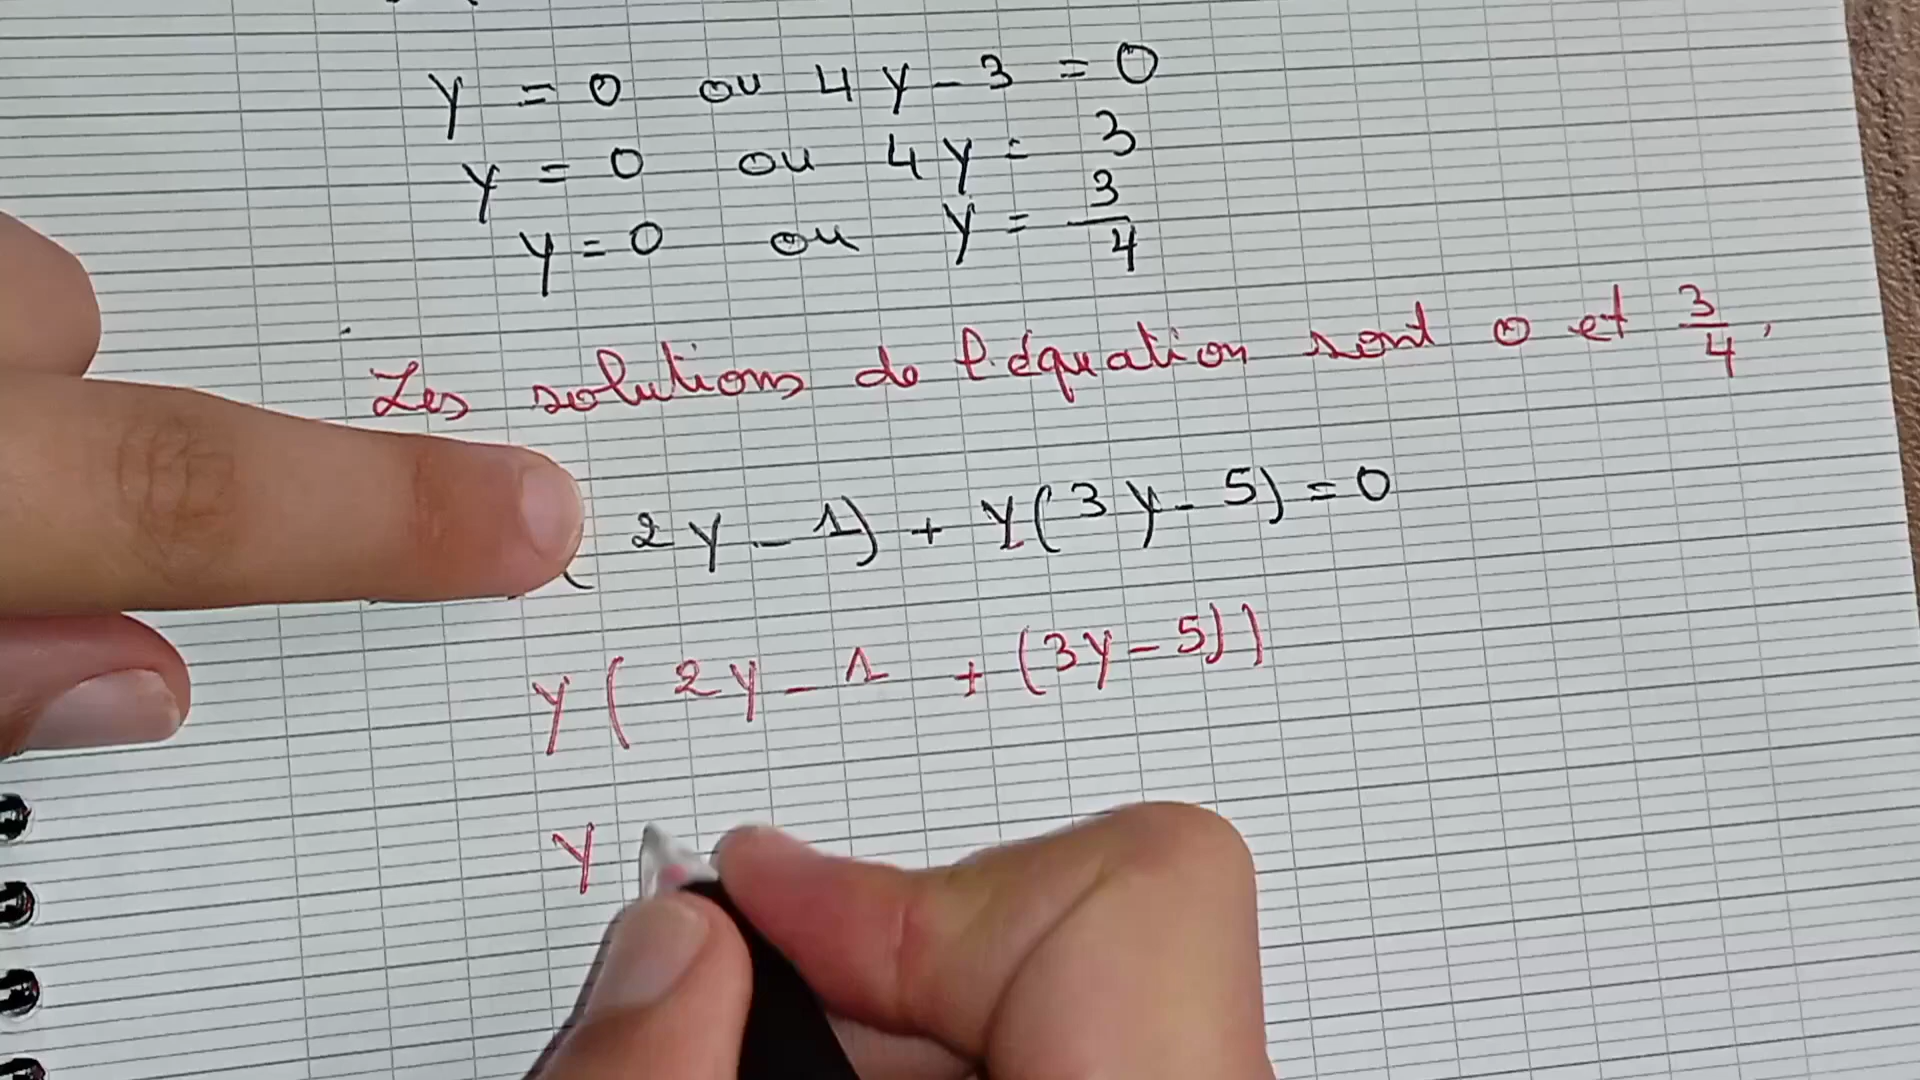 y = 0 ou 4y - 3 = 0
y = 0 ou 4y = 3
y = 0 ou y = 3/4
Les solutions de l'équation sont 0 et 3/4.
(2y - 1) + y(3y - 5) = 0
y(2y - 1 + (3y - 5))
y